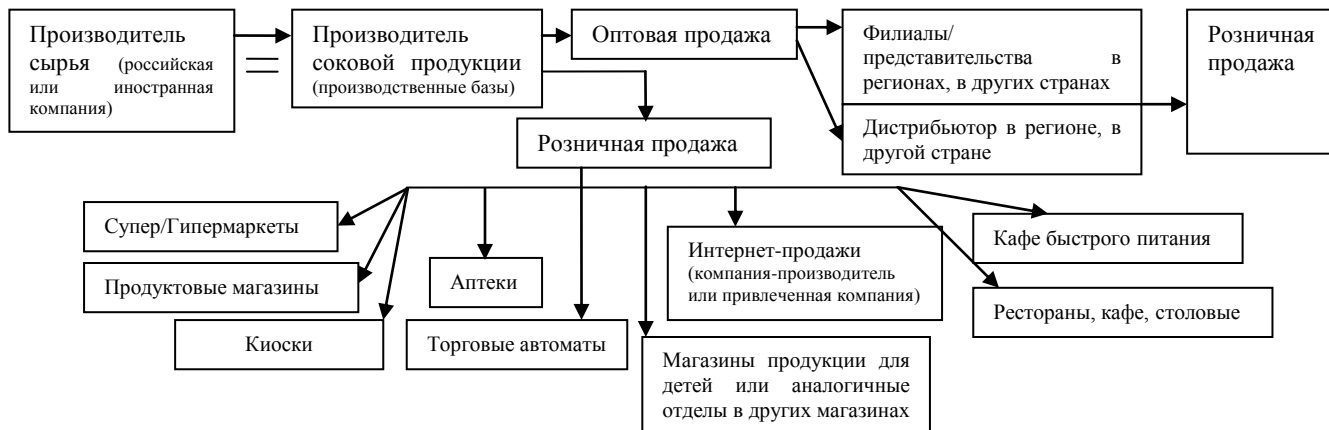 Производитель
сырья (российская
или иностранная
компания)
Производитель
соковой продукции
(производственные базы)
Оптовая продажа
Филиалы/
представительства в
регионах, в других странах
Дистрибьютор в регионе, в
другой стране
Розничная
продажа
Розничная продажа
Супер/Гипермаркеты
Продуктовые магазины
Киоски
Аптеки
Торговые автоматы
Интернет-продажи
(компания-производитель
или привлеченная компания)
Магазины продукции для
детей или аналогичные
отделы в других магазинах
Кафе быстрого питания
Рестораны, кафе, столовые